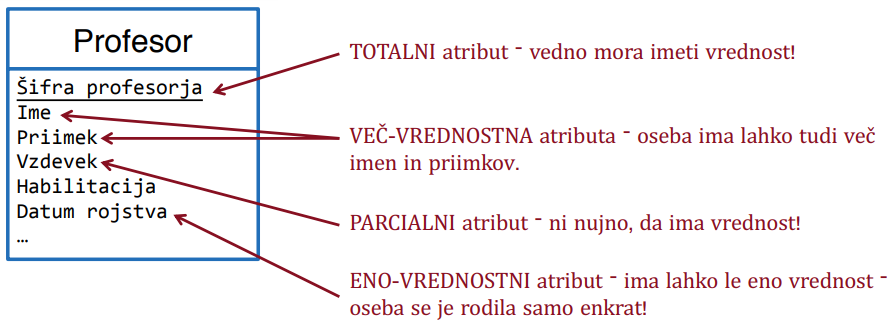 Profesor
Šifra profesorja
Ime
Priimek
Vzdevek
Habilitacija
Datum rojstva
…
TOTALNI atribut - vedno mora imeti vrednost!
VEČ-VREDNOSTNA atributa - oseba ima lahko tudi več
imen in priimkov.
PARCIALNI atribut - ni nujno, da ima vrednost!
ENO-VREDNOSTNI atribut - ima lahko le eno vrednost -
oseba se je rodila samo enkrat!